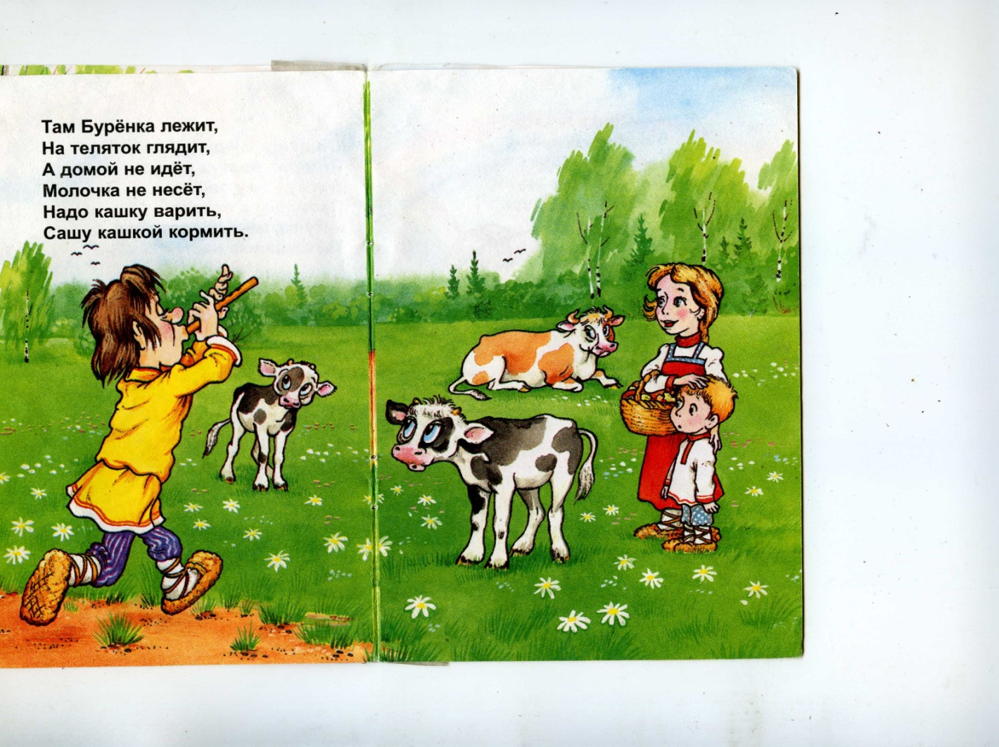 Там Бурёнка лежит,
На теляток глядит,
А домой не идёт,
Молочка не несёт,
Надо кашку варить,
Сашу кашкой кормить.